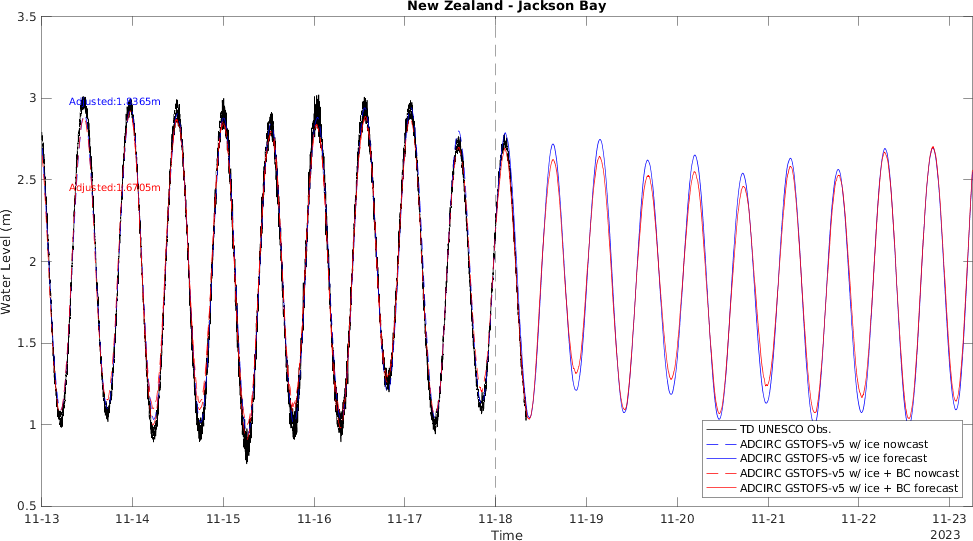 New Zealand - Jackson Bay
3.5
3
2.5
2
1.5
1
0.5
Water Level (m)
Adjusted:1.8365m
Adjusted:1.6705m
TD UNESCO Obs.
ADCIRC GSTOFS-v5 w/ ice nowcast
ADCIRC GSTOFS-v5 w/ ice forecast
ADCIRC GSTOFS-v5 w/ ice + BC nowcast
ADCIRC GSTOFS-v5 w/ ice + BC forecast
11-13 11-14 11-15 11-16 11-17 11-18 11-19 11-20 11-21 11-22 11-23
Time
2023